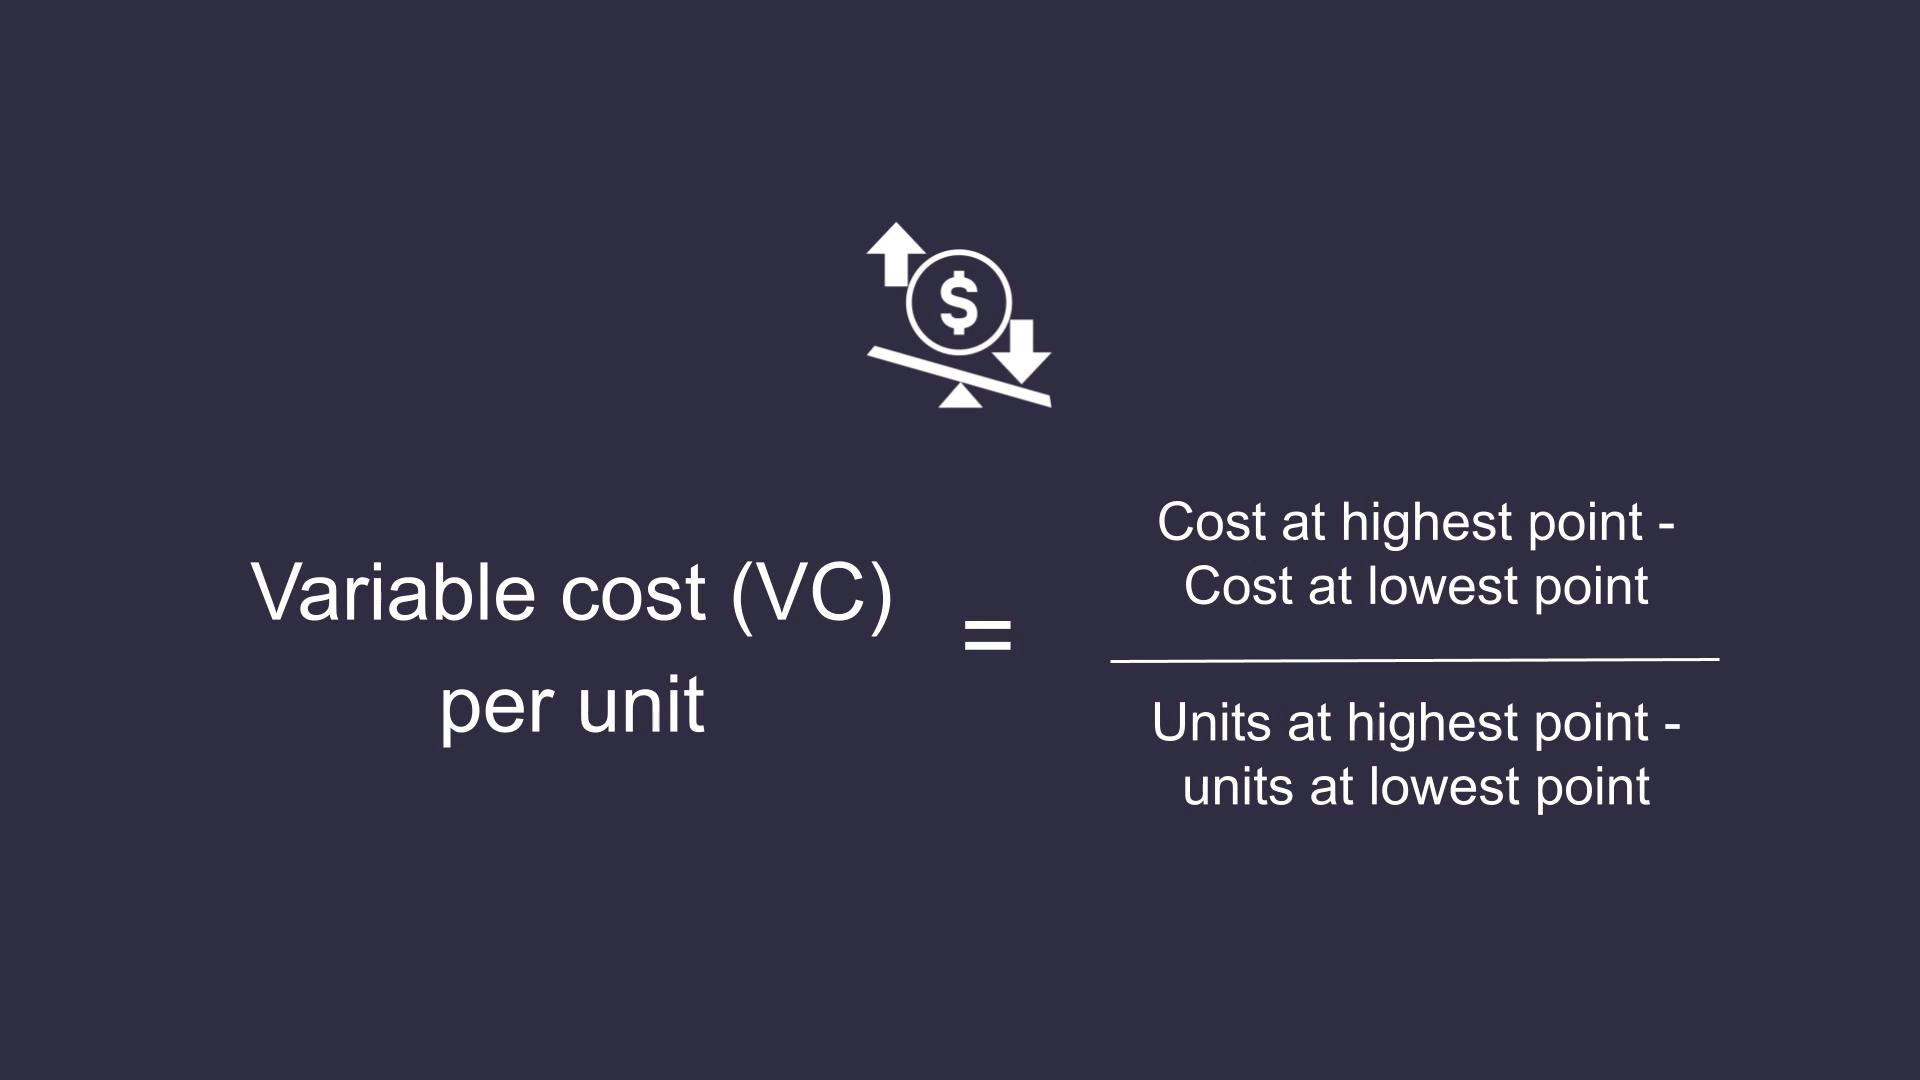 $
Variable cost (VC)
per unit
=
Cost at highest point -
Cost at lowest point
Units at highest point -
units at lowest point